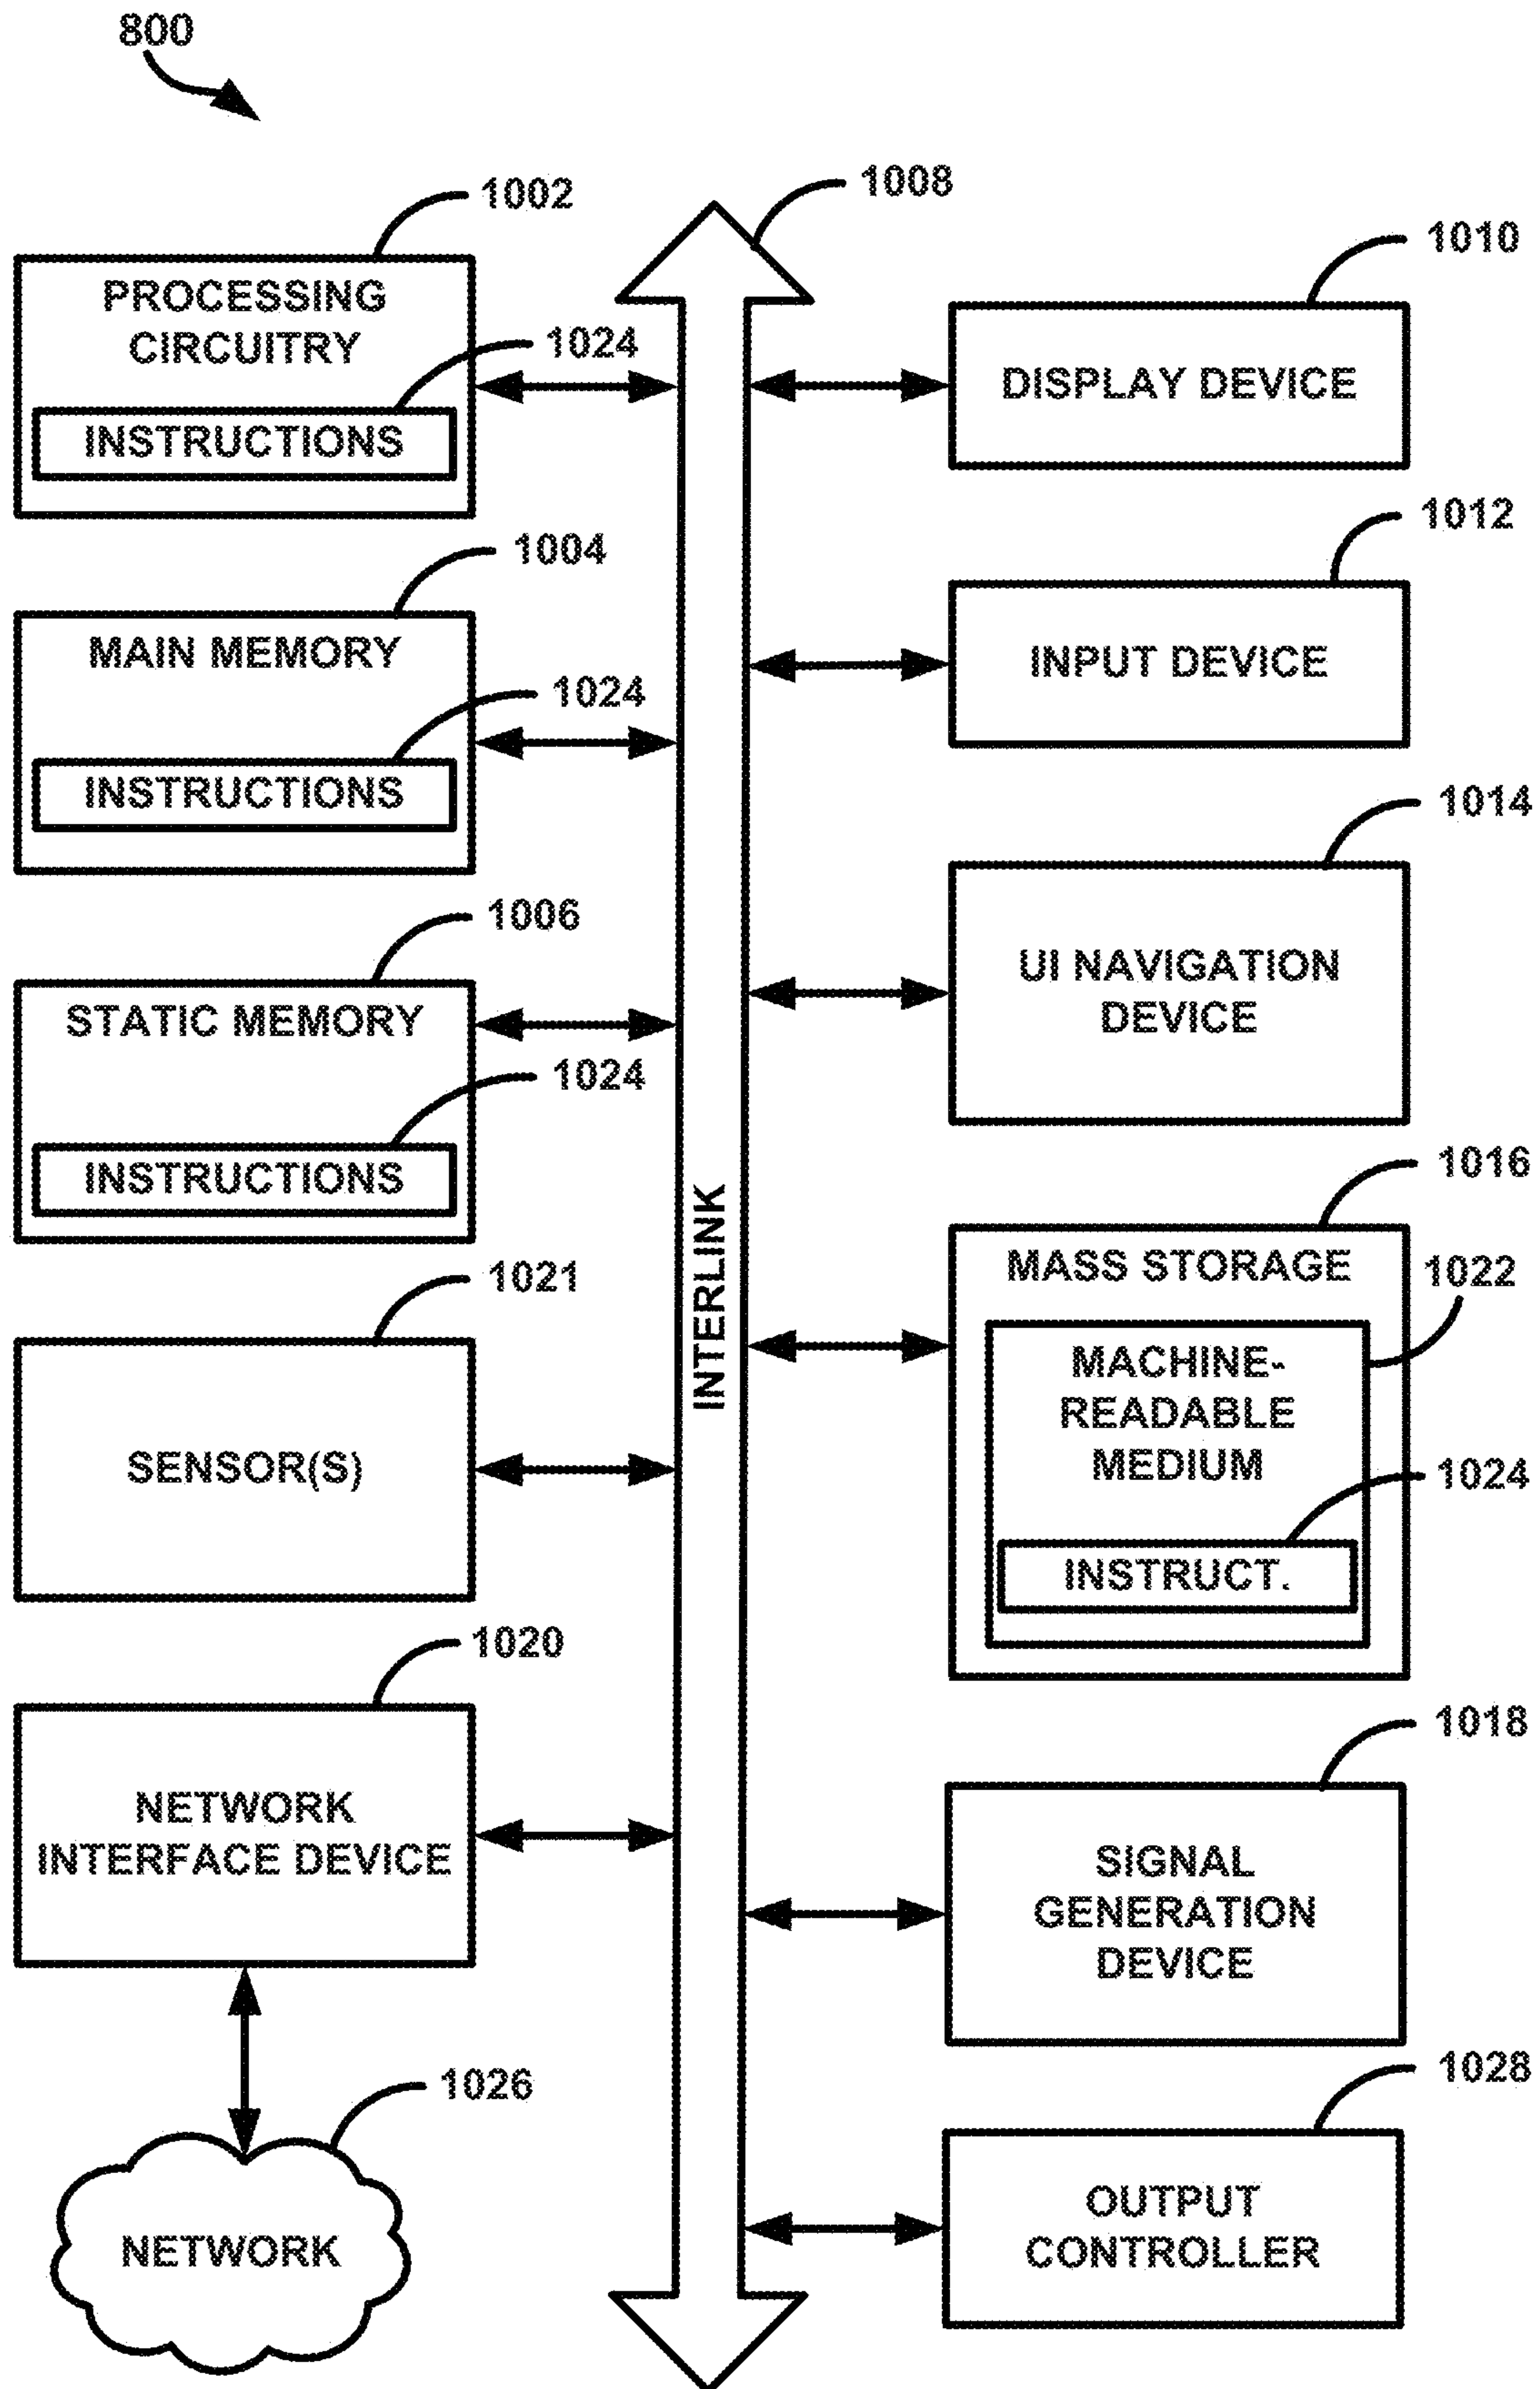 800
1002
PROCESSING
CIRCUITRY
1024
INSTRUCTIONS
1004
MAIN MEMORY
1024
INSTRUCTIONS
1006
STATIC MEMORY
1024
INSTRUCTIONS
1021
SENSOR(S)
1020
NETWORK
INTERFACE DEVICE
1026
NETWORK
1008
INTERLINK
1010
DISPLAY DEVICE
1012
INPUT DEVICE
1014
UI NAVIGATION
DEVICE
1016
MASS STORAGE
1022
MACHINE-
READABLE
MEDIUM
1024
INSTRUCT.
1018
SIGNAL
GENERATION
DEVICE
1028
OUTPUT
CONTROLLER